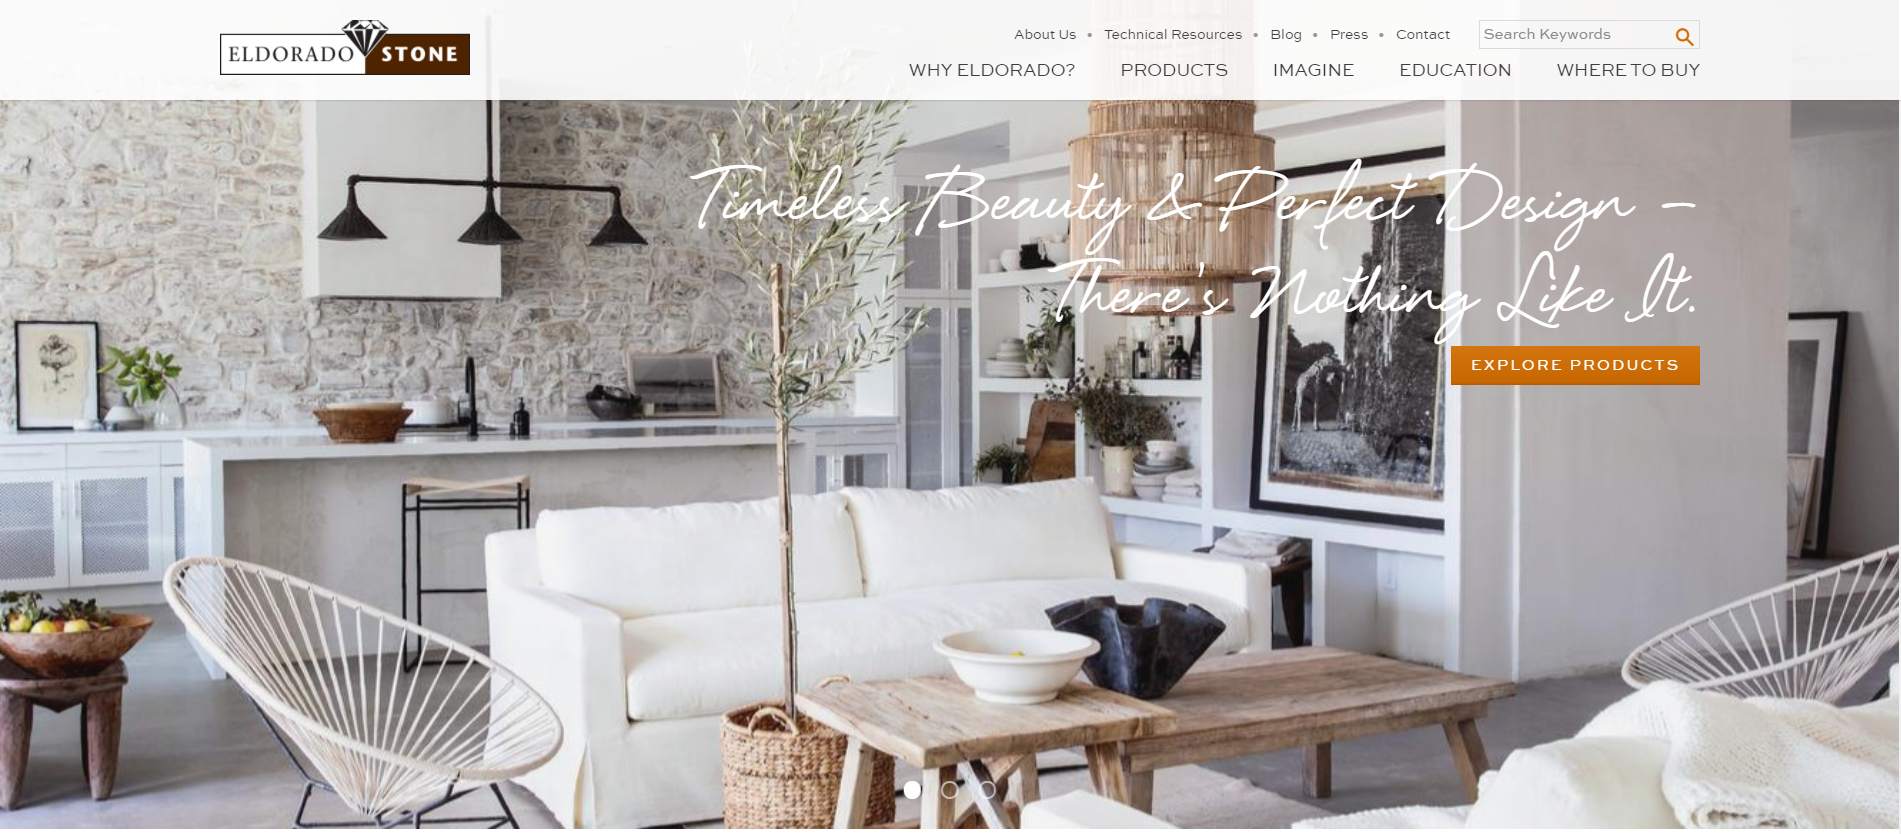 ELDORADO STONE
About Us • Technical Resources • Blog • Press • Contact
Search Keywords
WHY ELDORADO? PRODUCTS IMAGINE EDUCATION WHERE TO BUY
Timeless Beauty & Perfect Design –
There's Nothing Like It.
EXPLORE PRODUCTS